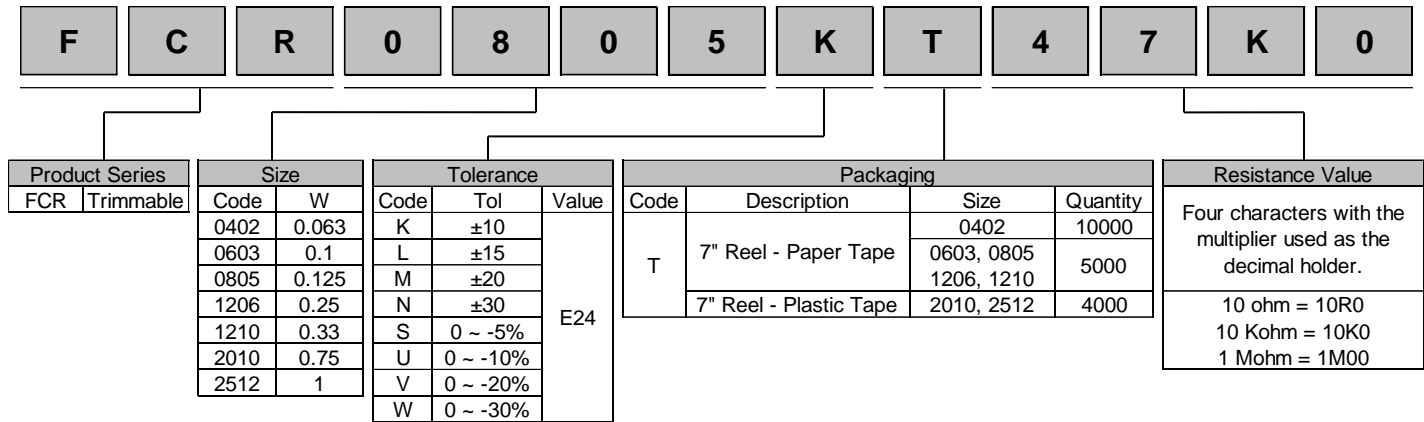 F C R 0 8 0 5 K T 4 7 K 0
Product Series
FCR Trimmable
Size
Code W
0402 0.063
0603 0.1
0805 0.125
1206 0.25
1210 0.33
2010 0.75
2512 1
Tolerance
Code Tol Value
K ±10
L ±15
M ±20
N ±30
S 0 ~ -5%
U 0 ~ -10%
V 0 ~ -20%
W 0 ~ -30%
E24
Packaging
Code Description Size Quantity
T
7" Reel - Paper Tape
0402 10000
0603, 0805
1206, 1210
5000
7" Reel - Plastic Tape 2010, 2512 4000
Resistance Value
Four characters with the
multiplier used as the
decimal holder.
10 ohm = 10R0
10 Kohm = 10K0
1 Mohm = 1M00